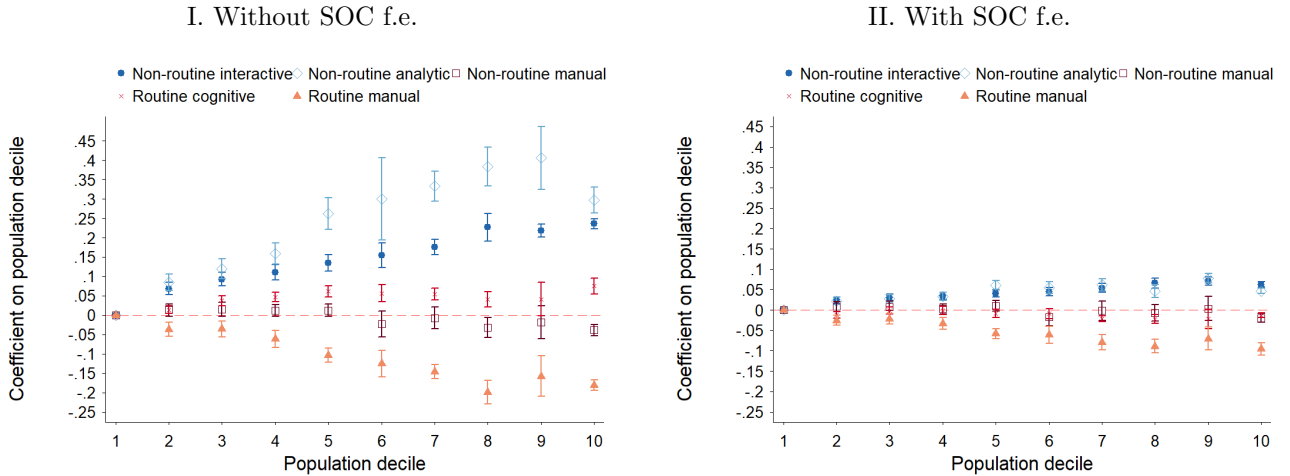 I. Without SOC f.e.
Non-routine interactive Non-routine analytic Non-routine manual
Routine cognitive Routine manual
Coefficient on population decile
.45
.4
.35
.3
.25
.2
.15
.1
.05
0
-.05
-.1
-.15
-.2
-.25
1 2 3 4 5 6 7 8 9 10
Population decile
II. With SOC f.e.
Non-routine interactive Non-routine analytic Non-routine manual
Routine cognitive Routine manual
Coefficient on population decile
.45
.4
.35
.3
.25
.2
.15
.1
.05
0
-.05
-.1
-.15
-.2
-.25
1 2 3 4 5 6 7 8 9 10
Population decile